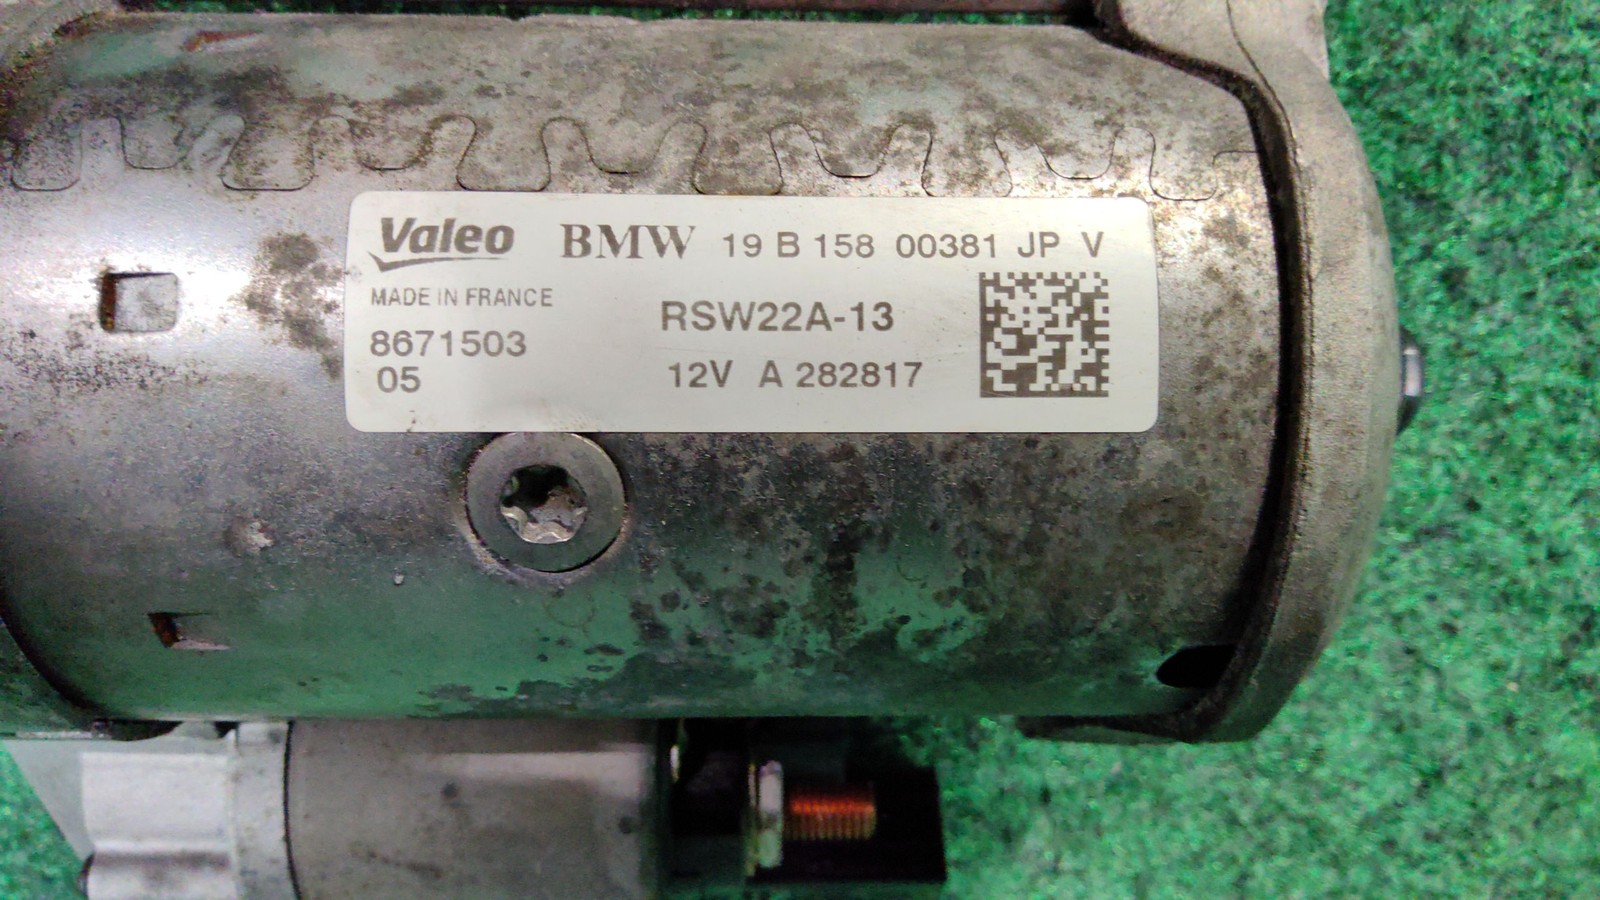 Valeo BMW 19 B 158 00381 JP V
MADE IN FRANCE
RSW22A-13
8671503
05
12V A 282817